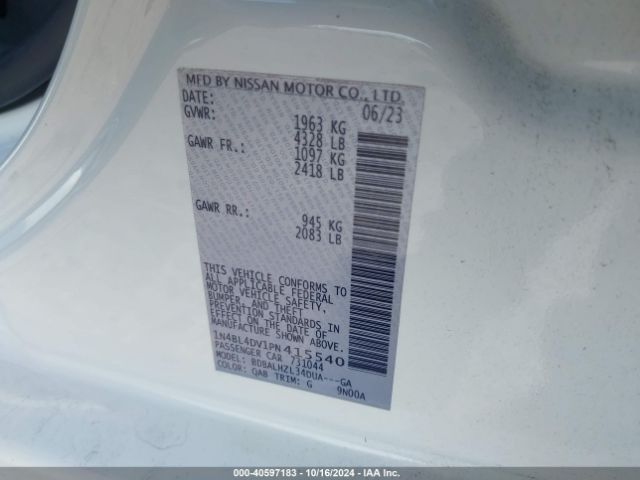 MFD BY NISSAN MOTOR CO., LTD.
DATE: 06/23
GVWR: 1963 KG
4328 LB
GAWR FR.: 1097 KG
2418 LB
GAWR RR.: 945 KG
2083 LB
THIS VEHICLE CONFORMS TO
ALL APPLICABLE FEDERAL
MOTOR VEHICLE SAFETY,
BUMPER, AND THEFT
PREVENTION STANDARDS IN
EFFECT ON THE DATE OF
MANUFACTURE SHOWN ABOVE.
1N4BL4DV1PN415540
PASSENGER CAR 731044
MODEL: BDBALHZL34DUA---GA
COLOR: QAB TRIM: G 9N00A
000-40597183 - 10/16/2024 - IAA Inc.